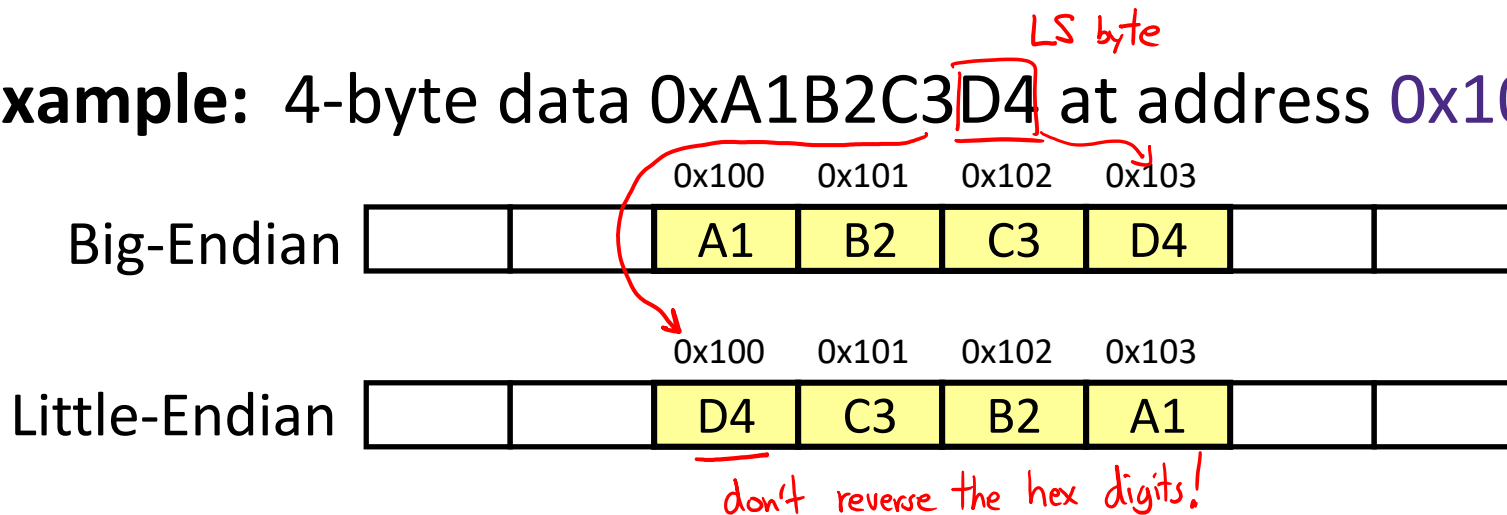 LS byte
xample: 4-byte data 0xA1B2C3D4 at address 0x10
0x100 0x101 0x102 0x103
Big-Endian A1 B2 C3 D4
0x100 0x101 0x102 0x103
Little-Endian D4 C3 B2 A1
don't reverse the hex digits!